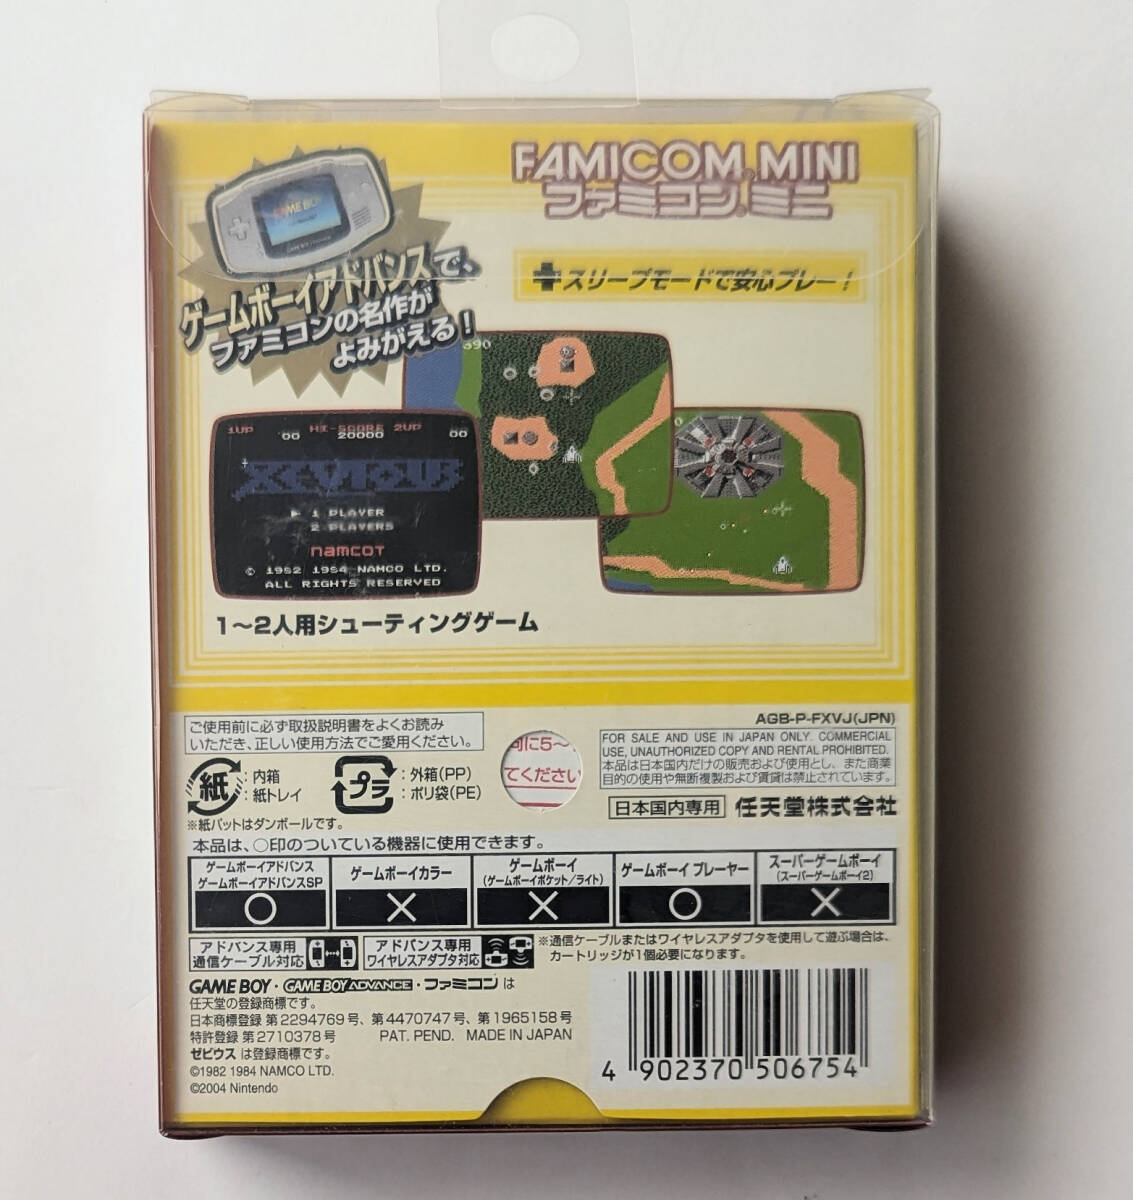 FAMICOM MINI
ファミコン ミニ
GAME BOY
ゲームボーイアドバンスで、
ファミコンの名作が
よみがえる!
スリープモードで安心プレー!
1UP HI-SCORE 2UP
00 20000 00
XEVIOUS
1 PLAYER
2 PLAYERS
namcot
© 1982 1984 NAMCO LTD.
ALL RIGHTS RESERVED
1〜2人用シューティングゲーム
ご使用前に必ず取扱説明書をよくお読み
いただき、正しい使用方法でご愛用ください。
紙 :内箱
:紙トレイ
プラ :外箱(PP)
:ポリ袋(PE)
※紙パットはダンボールです。
に5〜
てください
AGB-P-FXVJ(JPN)
FOR SALE AND USE IN JAPAN ONLY. COMMERCIAL
USE, UNAUTHORIZED COPY AND RENTAL PROHIBITED.
本品は日本国内だけの販売および使用とし、また商業
目的の使用や無断複製および賃貸は禁止されています。
日本国内専用 任天堂株式会社
本品は、○印のついている機器に使用できます。
ゲームボーイアドバンス
ゲームボーイアドバンスSP
○
ゲームボーイカラー
×
ゲームボーイ
(ゲームボーイポケット/ライト)
×
ゲームボーイ プレーヤー
○
スーパーゲームボーイ
(スーパーゲームボーイ2)
×
アドバンス専用
通信ケーブル対応
アドバンス専用
ワイヤレスアダプタ対応
※通信ケーブルまたはワイヤレスアダプタを使用して遊ぶ場合は、
カートリッジが1個必要になります。
GAME BOY・GAME BOY ADVANCE・ファミコン は
任天堂の登録商標です。
日本商標登録 第2294769号、第4470747号、第1965158号
特許登録 第2710378号 PAT. PEND. MADE IN JAPAN
ゼビウス は登録商標です。
©1982 1984 NAMCO LTD.
©2004 Nintendo
4 902370 506754